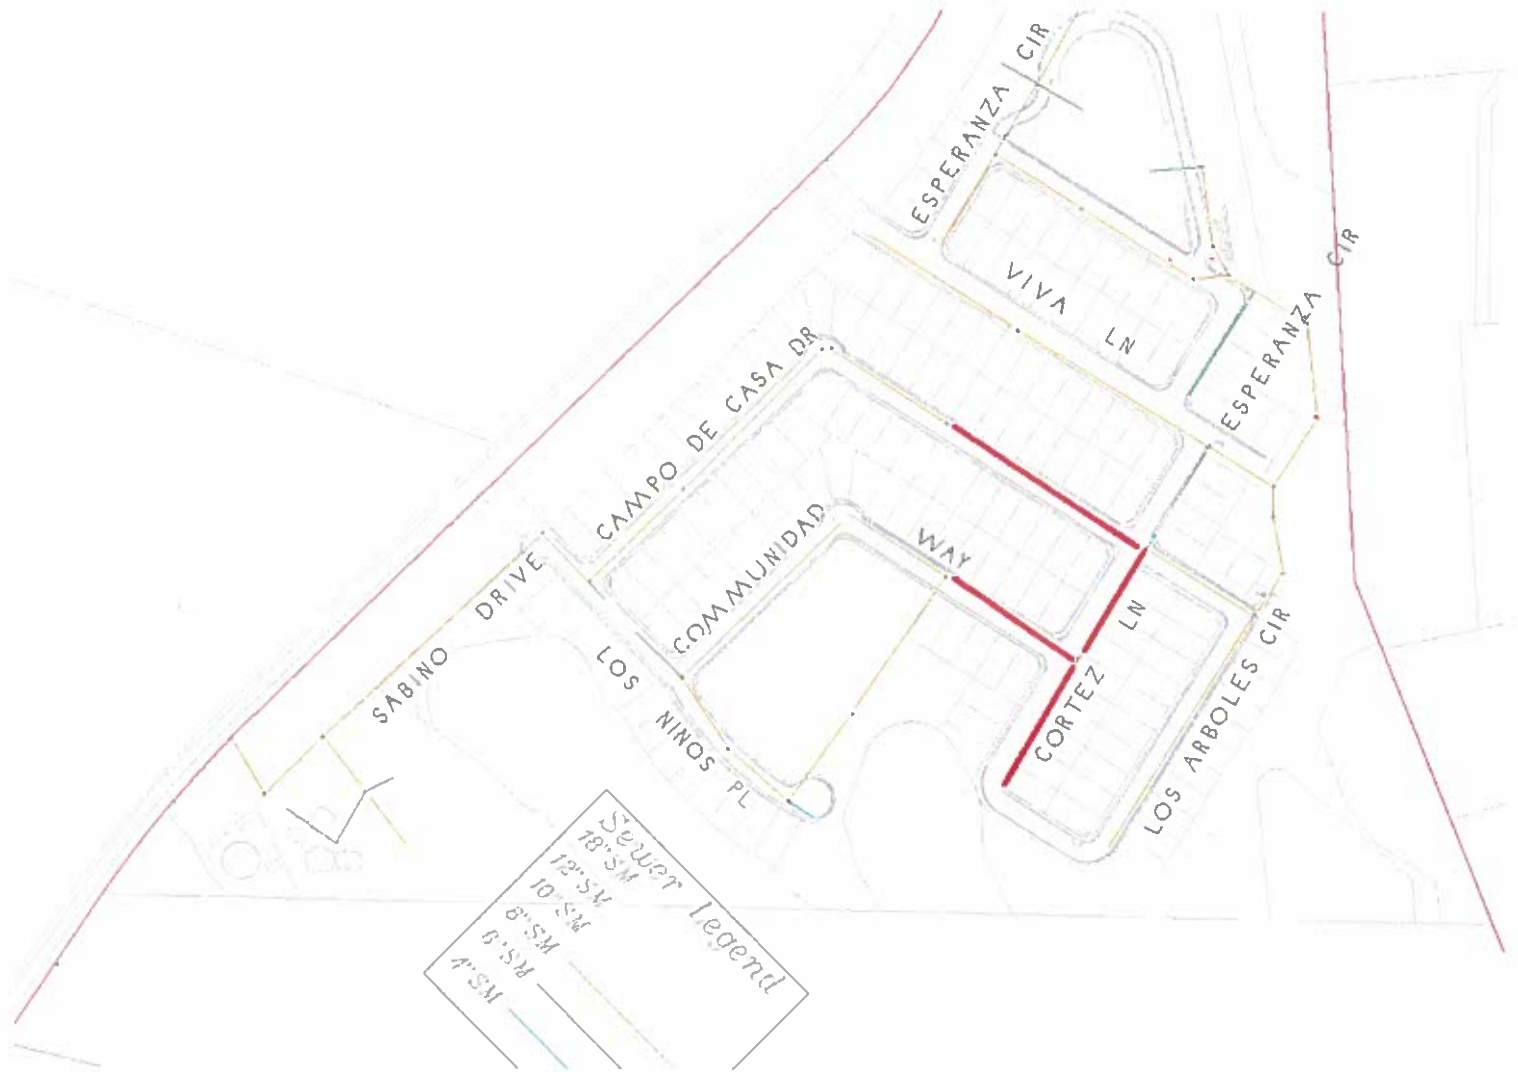 ESPERANZA CIR
ESPERANZA CIR
VIVA LN
CAMPO DE CASA DR
COMMUNIDAD WAY
SABINO DRIVE
LOS NINOS PL
CORTEZ LN
LOS ARBOLES CIR
Sewer legend
18"SM
12"SM
10"SM
8"SM
6"SM
4"SM